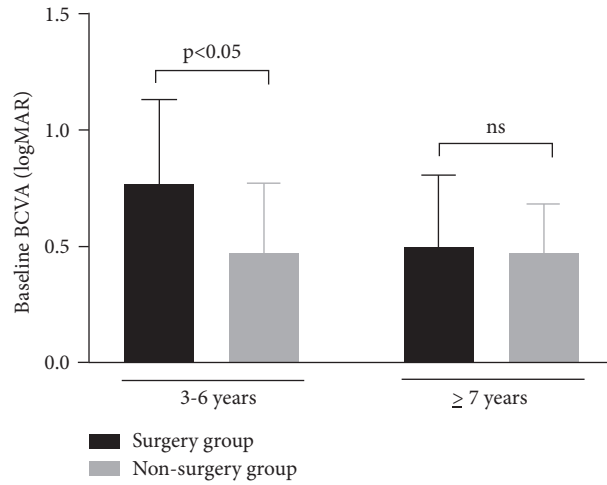 Baseline BCVA (logMAR)
1.5
1.0
0.5
0.0
p<0.05
ns
3-6 years
≥ 7 years
Surgery group
Non-surgery group